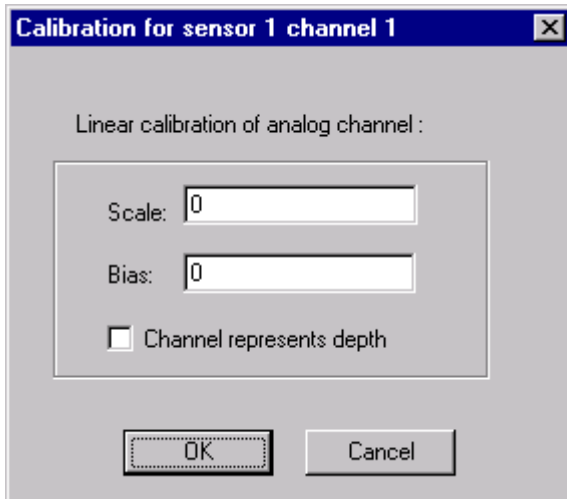 Calibration for sensor 1 channel 1
Linear calibration of analog channel :
Scale: 0
Bias: 0
Channel represents depth
OK Cancel